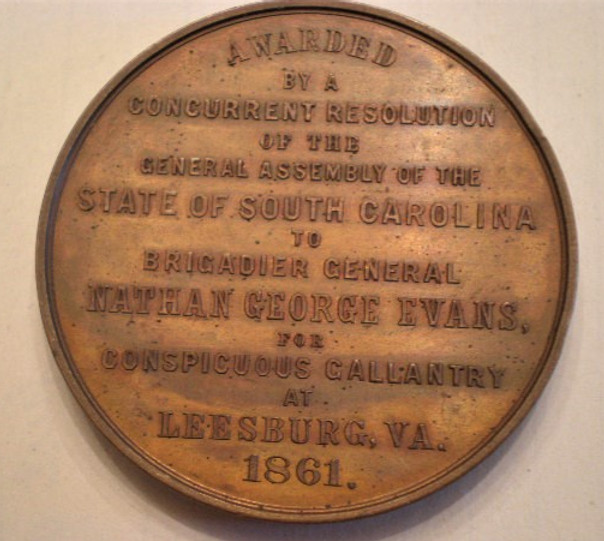 AWARDED
BY A
CONCURRENT RESOLUTION
OF THE
GENERAL ASSEMBLY OF THE
STATE OF SOUTH CAROLINA
TO
BRIGADIER GENERAL
NATHAN GEORGE EVANS,
FOR
CONSPICUOUS GALLANTRY
AT
LEESBURG, VA.
1861.